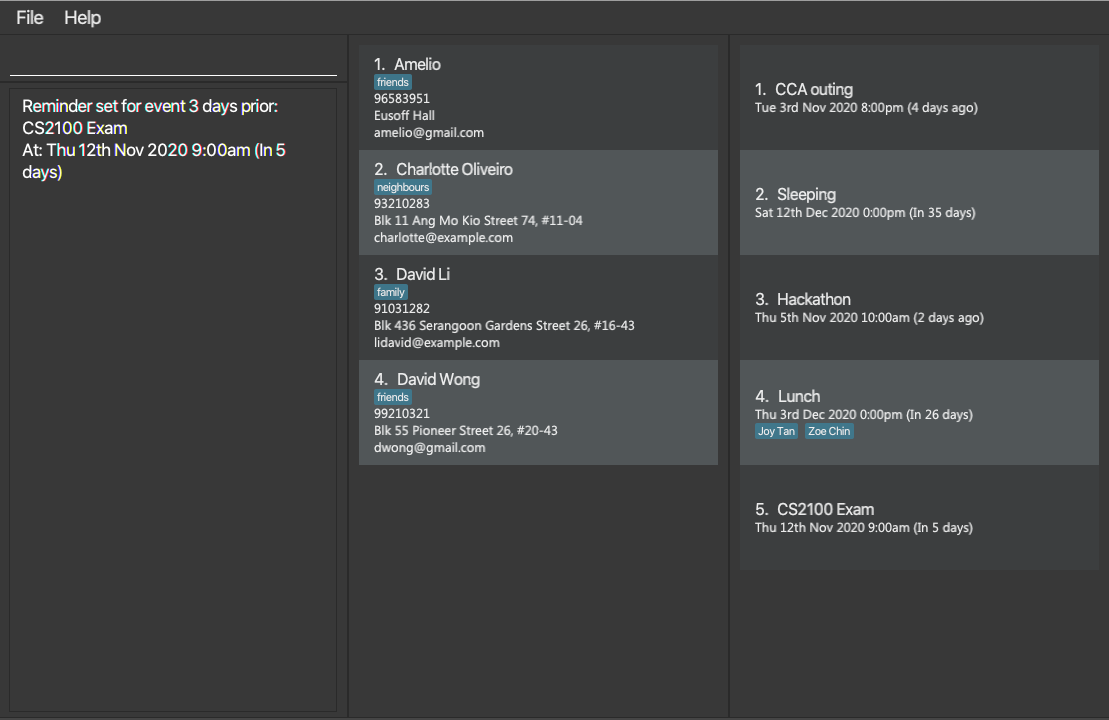 File Help
Reminder set for event 3 days prior:
CS2100 Exam
At: Thu 12th Nov 2020 9:00am (In 5
days)
1. Amelio
friends
96583951
Eusoff Hall
amelio@gmail.com
2. Charlotte Oliveiro
neighbours
93210283
Blk 11 Ang Mo Kio Street 74, #11-04
charlotte@example.com
3. David Li
family
91031282
Blk 436 Serangoon Gardens Street 26, #16-43
lidavid@example.com
4. David Wong
friends
99210321
Blk 55 Pioneer Street 26, #20-43
dwong@gmail.com
1. CCA outing
Tue 3rd Nov 2020 8:00pm (4 days ago)
2. Sleeping
Sat 12th Dec 2020 0:00pm (In 35 days)
3. Hackathon
Thu 5th Nov 2020 10:00am (2 days ago)
4. Lunch
Thu 3rd Dec 2020 0:00pm (In 26 days)
Joy Tan Zoe Chin
5. CS2100 Exam
Thu 12th Nov 2020 9:00am (In 5 days)